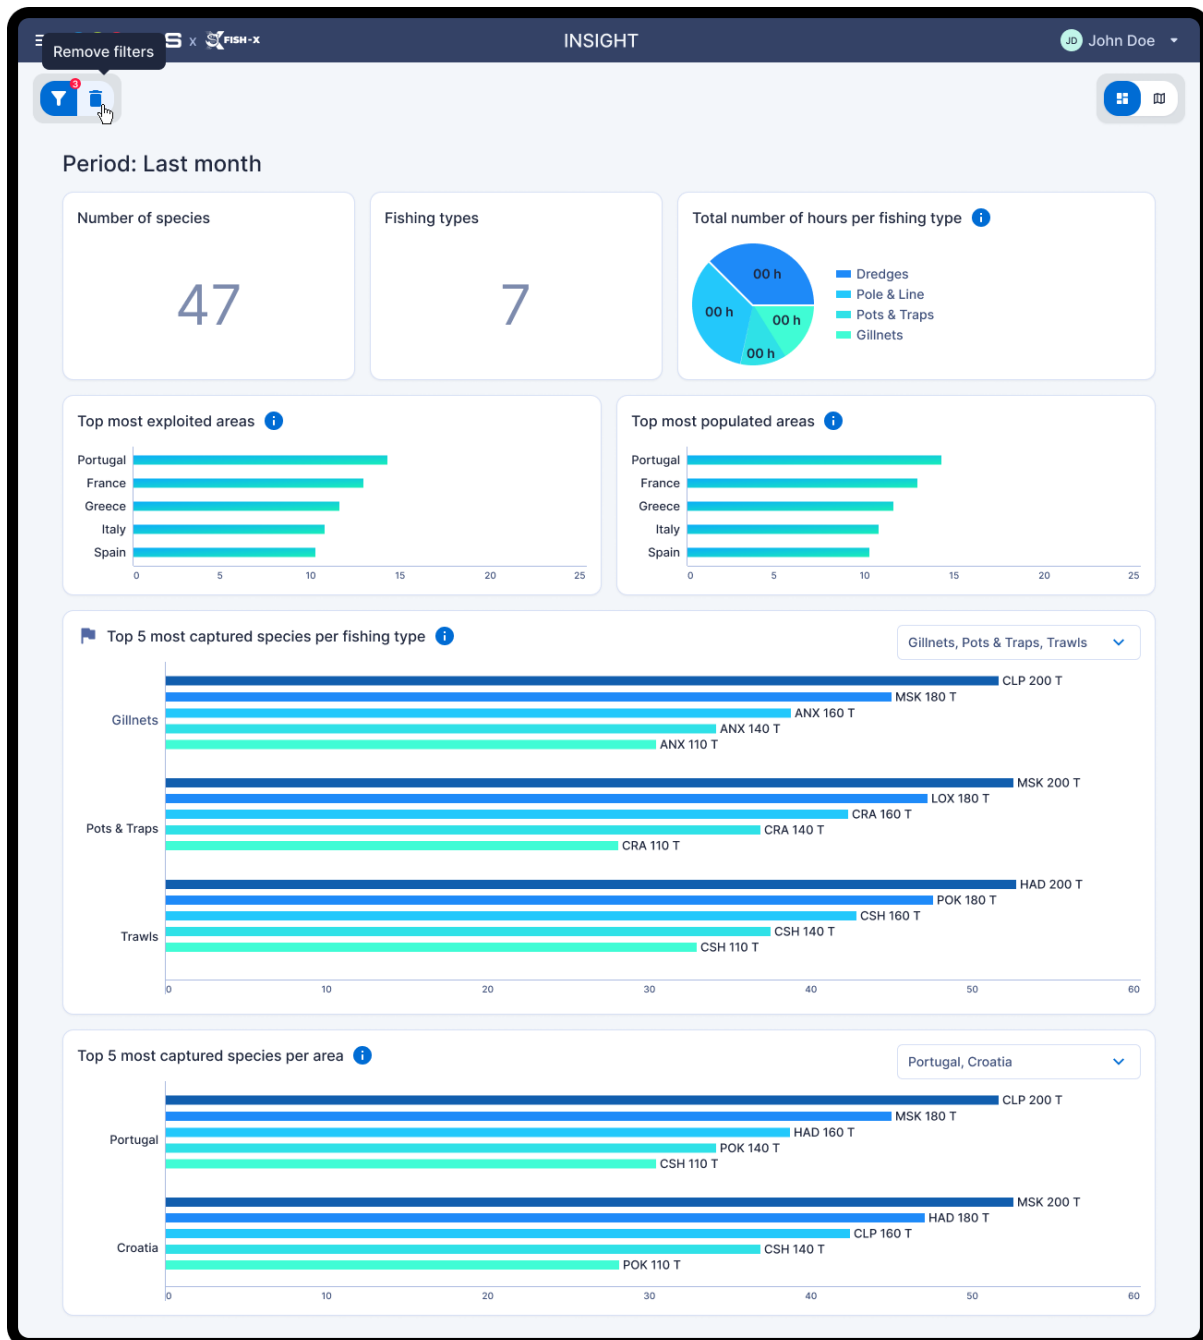 Remove filters
S x FISH-X
INSIGHT
JD John Doe
3
Period: Last month
Number of species
47
Fishing types
7
Total number of hours per fishing type
00 h
00 h
00 h
00 h
Dredges
Pole & Line
Pots & Traps
Gillnets
Top most exploited areas
Portugal
France
Greece
Italy
Spain
0 5 10 15 20 25
Top most populated areas
Portugal
France
Greece
Italy
Spain
0 5 10 15 20 25
Top 5 most captured species per fishing type
Gillnets, Pots & Traps, Trawls
CLP 200 T
MSK 180 T
Gillnets
ANX 160 T
ANX 140 T
ANX 110 T
MSK 200 T
LOX 180 T
CRA 160 T
Pots & Traps
CRA 140 T
CRA 110 T
HAD 200 T
POK 180 T
CSH 160 T
Trawls
CSH 140 T
CSH 110 T
0 10 20 30 40 50 60
Top 5 most captured species per area
Portugal, Croatia
CLP 200 T
MSK 180 T
HAD 160 T
Portugal
POK 140 T
CSH 110 T
MSK 200 T
HAD 180 T
CLP 160 T
Croatia
CSH 140 T
POK 110 T
0 10 20 30 40 50 60